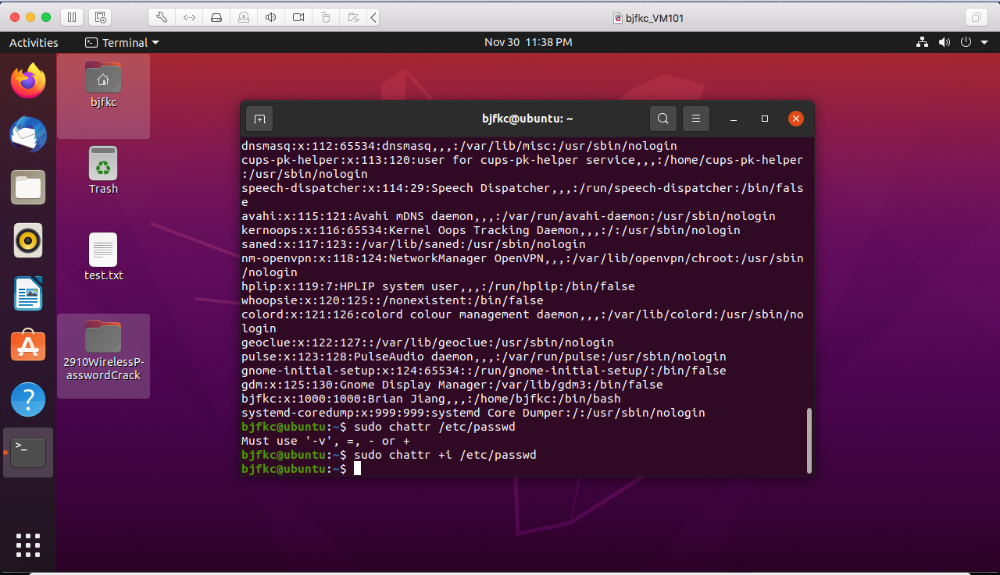 bjfkc_VM101
Activities
Terminal
Nov 30 11:38 PM
bjfkc
Trash
test.txt
2910WirelessP-
asswordCrack
bjfkc@ubuntu: ~
dnsmasq:x:112:65534:dnsmasq,,,:/var/lib/misc:/usr/sbin/nologin
cups-pk-helper:x:113:120:user for cups-pk-helper service,,,:/home/cups-pk-helper
:/usr/sbin/nologin
speech-dispatcher:x:114:29:Speech Dispatcher,,,:/run/speech-dispatcher:/bin/fals
e
avahi:x:115:121:Avahi mDNS daemon,,,:/var/run/avahi-daemon:/usr/sbin/nologin
kernoops:x:116:65534:Kernel Oops Tracking Daemon,,,:/:/usr/sbin/nologin
saned:x:117:123::/var/lib/saned:/usr/sbin/nologin
nm-openvpn:x:118:124:NetworkManager OpenVPN,,,:/var/lib/openvpn/chroot:/usr/sbin
/nologin
hplip:x:119:7:HPLIP system user,,,:/run/hplip:/bin/false
whoopsie:x:120:125::/nonexistent:/bin/false
colord:x:121:126:colord colour management daemon,,,:/var/lib/colord:/usr/sbin/no
login
geoclue:x:122:127::/var/lib/geoclue:/usr/sbin/nologin
pulse:x:123:128:PulseAudio daemon,,,:/var/run/pulse:/usr/sbin/nologin
gnome-initial-setup:x:124:65534::/run/gnome-initial-setup/:/bin/false
gdm:x:125:130:Gnome Display Manager:/var/lib/gdm3:/bin/false
bjfkc:x:1000:1000:Brian Jiang,,,:/home/bjfkc:/bin/bash
systemd-coredump:x:999:999:systemd Core Dumper:/:/usr/sbin/nologin
bjfkc@ubuntu:~$ sudo chattr /etc/passwd
Must use '-v', =, - or +
bjfkc@ubuntu:~$ sudo chattr +i /etc/passwd
bjfkc@ubuntu:~$